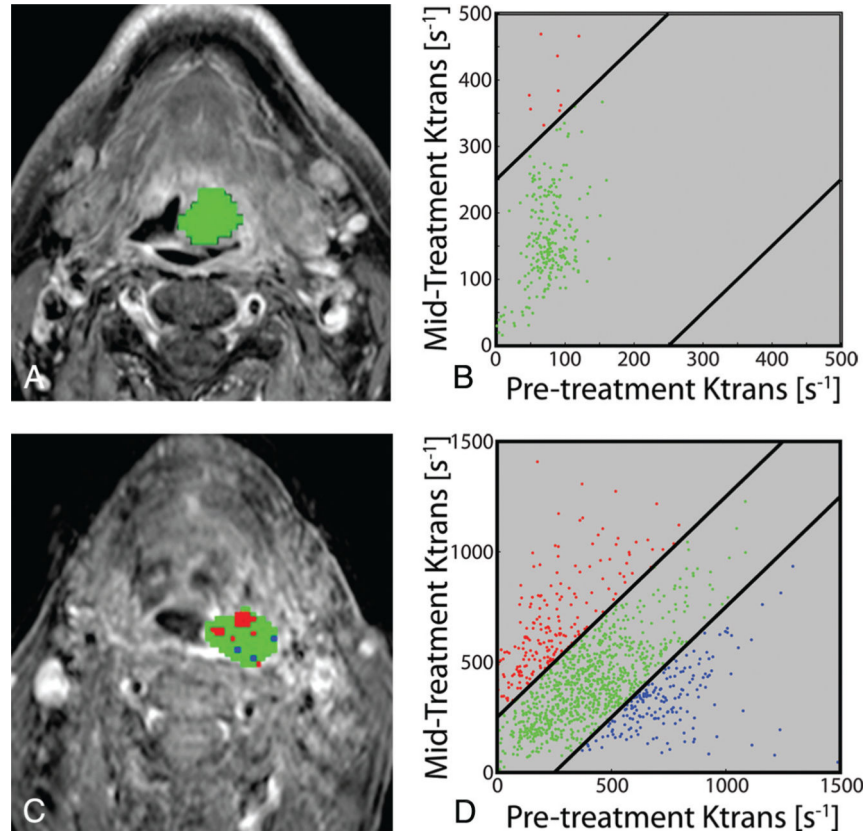 A
Mid-Treatment Ktrans [s⁻¹]
500
400
300
200
100
0
0 100 200 300 400 500
B
Pre-treatment Ktrans [s⁻¹]
C
Mid-Treatment Ktrans [s⁻¹]
1500
1000
500
0
0 500 1000 1500
D
Pre-treatment Ktrans [s⁻¹]